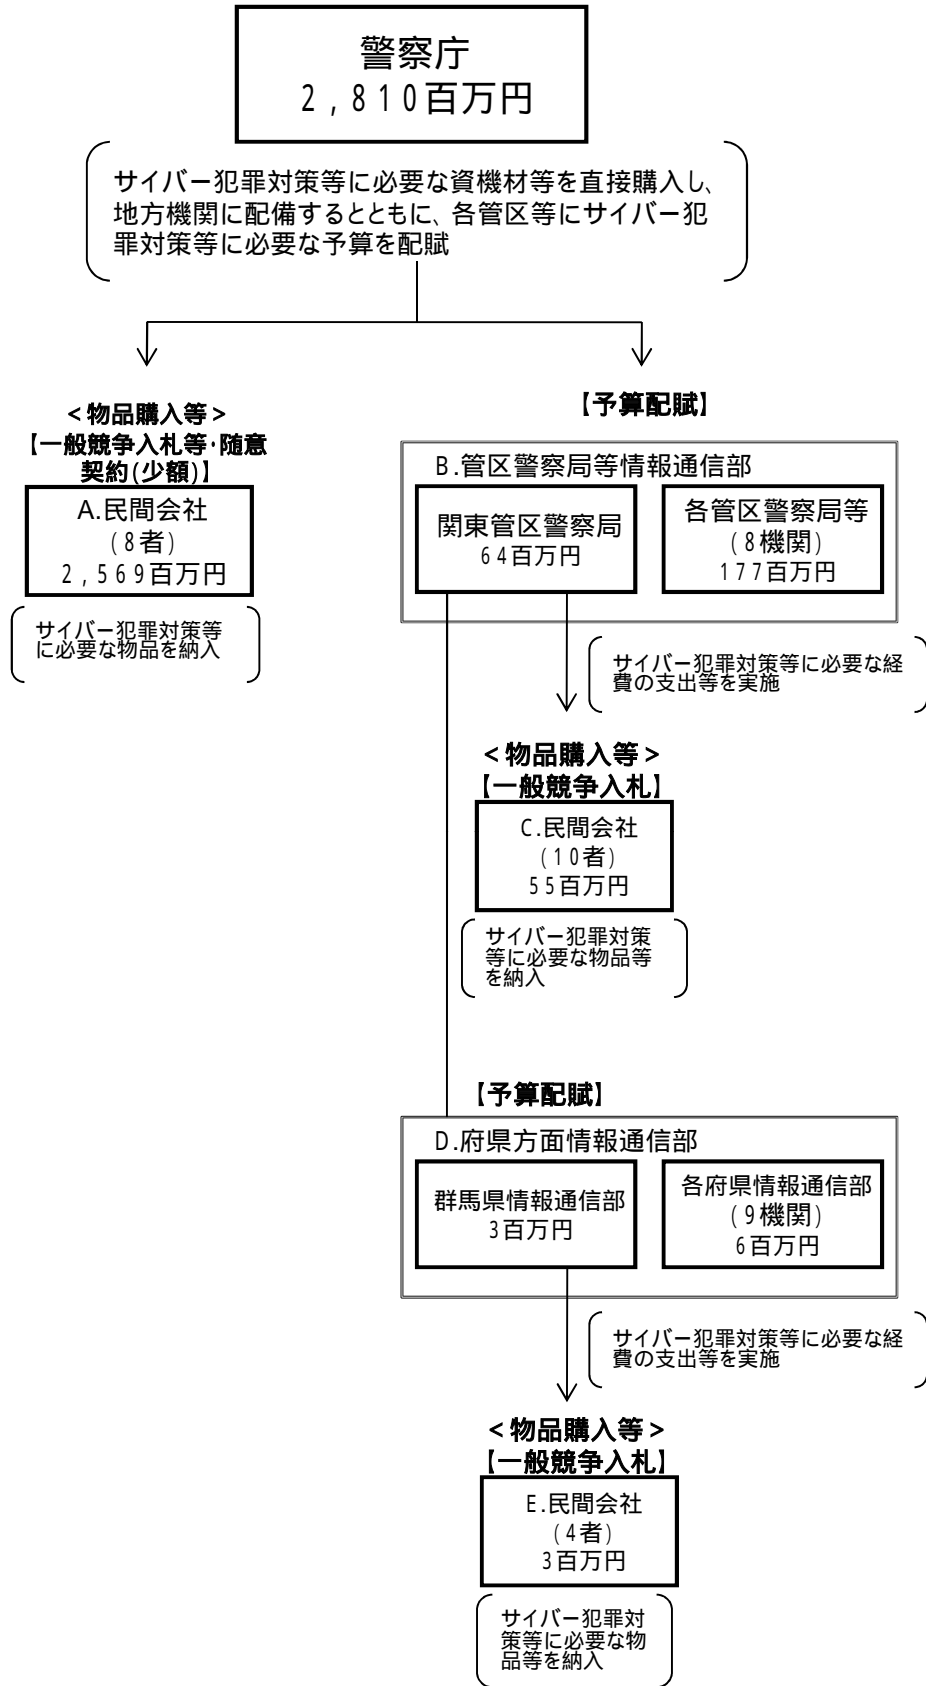 警察庁
2,810百万円
サイバー犯罪対策等に必要な資機材等を直接購入し、
地方機関に配備するとともに、各管区等にサイバー犯
罪対策等に必要な予算を配賦
<物品購入等>
【一般競争入札等・随意
契約(少額)】
A.民間会社
(8者)
2,569百万円
サイバー犯罪対策等
に必要な物品を納入
【予算配賦】
B.管区警察局等情報通信部
関東管区警察局
64百万円
各管区警察局等
(8機関)
177百万円
サイバー犯罪対策等に必要な経
費の支出等を実施
<物品購入等>
【一般競争入札】
C.民間会社
(10者)
55百万円
サイバー犯罪対策
等に必要な物品等
を納入
【予算配賦】
D.府県方面情報通信部
群馬県情報通信部
3百万円
各府県情報通信部
(9機関)
6百万円
サイバー犯罪対策等に必要な経
費の支出等を実施
<物品購入等>
【一般競争入札】
E.民間会社
(4者)
3百万円
サイバー犯罪対
策等に必要な物
品等を納入